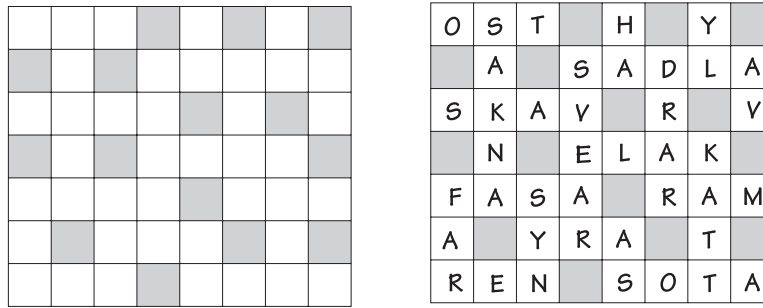 O S T H Y
A S A D L A
S K A V R V
N E L A K
F A S A R A M
A Y R A T
R E N S O T A